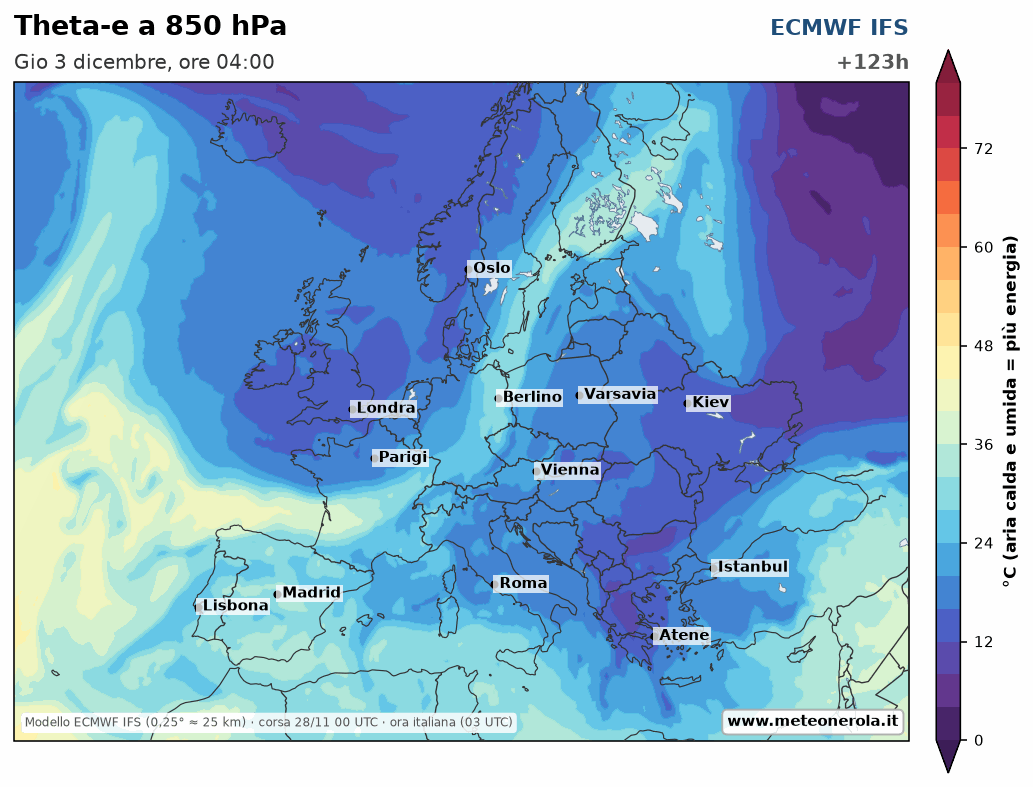 Theta-e a 850 hPa
ECMWF IFS
Gio 3 dicembre, ore 04:00
+123h
72
60
48
36
24
12
0
°C (aria calda e umida = più energia)
Oslo
Berlino
Varsavia
Kiev
Londra
Parigi
Vienna
Istanbul
Roma
Madrid
Lisbona
Atene
Modello ECMWF IFS (0,25° ≈ 25 km) · corsa 28/11 00 UTC · ora italiana (03 UTC)
www.meteonerola.it